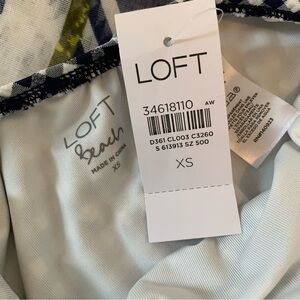 LOFT
34618110
AW
D361 CL003 C3260
S 613913 SZ 500
XS
LOFT
Beach
MADE IN CHINA
XS